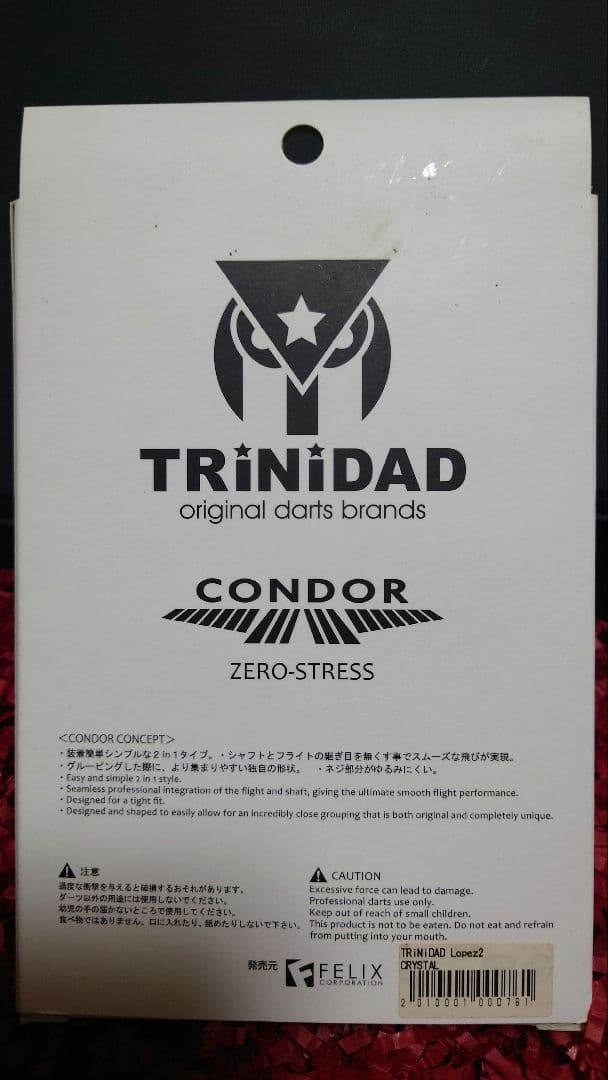 TRiNiDAD
original darts brands
CONDOR
ZERO-STRESS
＜CONDOR CONCEPT＞
・装着簡単シンプルな２in１タイプ。・シャフトとフライトの継ぎ目を無くす事でスムーズな飛びが実現。
・グルーピングした際に、より集まりやすい独自の形状。　・ネジ部分がゆるみにくい。
・Easy and simple 2 in 1 style.
・Seamless professional integration of the flight and shaft, giving the ultimate smooth flight performance.
・Designed for a tight fit.
・Designed and shaped to easily allow for an incredibly close grouping that is both original and completely unique.
注意
過度な衝撃を与えると破損するおそれがあります。
ダーツ以外の用途には使用しないでください。
幼児の手の届かないところで使用してください。
食べ物ではありません、口に入れたり、舐めたりしないで下さい。
CAUTION
Excessive force can lead to damage.
Professional darts use only.
Keep out of reach of small children.
This product is not to be eaten. Do not eat and refrain
from putting into your mouth.
発売元
FELIX
CORPORATION
TRiNiDAD Lopez2
CRYSTAL
2 010001 000761